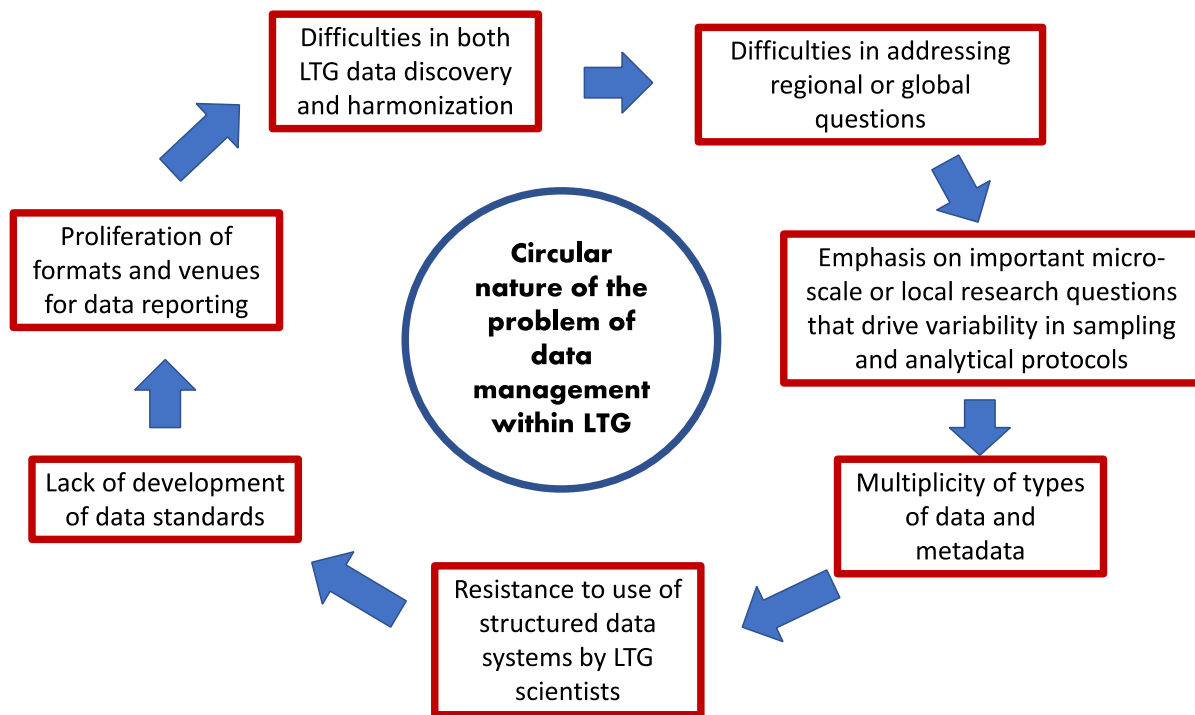 Difficulties in both
LTG data discovery
and harmonization
Difficulties in addressing
regional or global
questions
Emphasis on important micro-
scale or local research questions
that drive variability in sampling
and analytical protocols
Multiplicity of types
of data and
metadata
Resistance to use of
structured data
systems by LTG
scientists
Lack of development
of data standards
Proliferation of
formats and venues
for data reporting
Circular
nature of the
problem of
data
management
within LTG